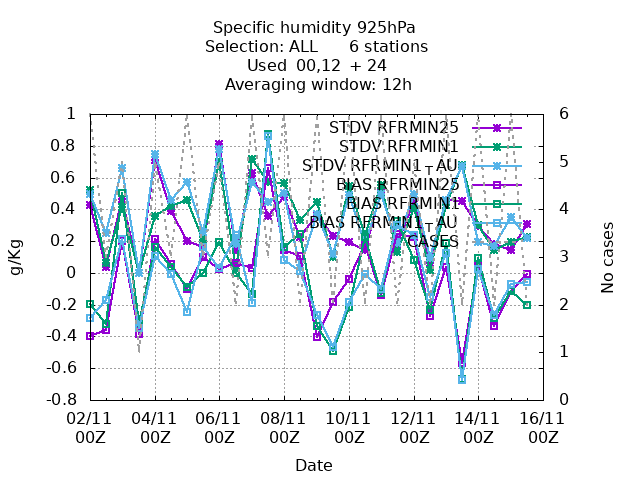 Specific humidity 925hPa
Selection: ALL 6 stations
Used 00,12 + 24
Averaging window: 12h
1
0.8
0.6
0.4
0.2
0
-0.2
-0.4
-0.6
-0.8
g/Kg
6
5
4
3
2
1
0
No cases
STDV RFRMIN25
STDV RFRMIN1
STDV RFRMIN1_AU
BIAS RFRMIN25
BIAS RFRMIN1
BIAS RFRMIN1_AU
CASES
02/11 04/11 06/11 08/11 10/11 12/11 14/11 16/11
00Z 00Z 00Z 00Z 00Z 00Z 00Z 00Z
Date